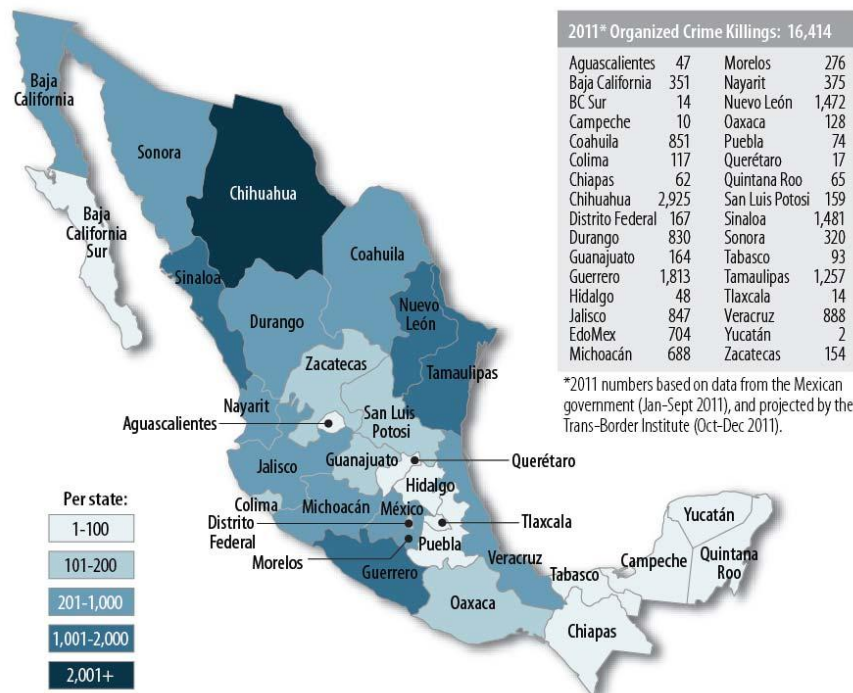 2011* Organized Crime Killings: 16,414
Aguascalientes 47 Morelos 276
Baja California 351 Nayarit 375
BC Sur 14 Nuevo León 1,472
Campeche 10 Oaxaca 128
Coahuila 851 Puebla 74
Colima 117 Querétaro 17
Chiapas 62 Quintana Roo 65
Chihuahua 2,925 San Luis Potosi 159
Distrito Federal 167 Sinaloa 1,481
Durango 830 Sonora 320
Guanajuato 164 Tabasco 93
Guerrero 1,813 Tamaulipas 1,257
Hidalgo 48 Tlaxcala 14
Jalisco 847 Veracruz 888
EdoMex 704 Yucatán 2
Michoacán 688 Zacatecas 154
*2011 numbers based on data from the Mexican
government (Jan-Sept 2011), and projected by the
Trans-Border Institute (Oct-Dec 2011).
Baja
California
Sonora
Chihuahua
Baja
California
Sur
Coahuila
Sinaloa
Nuevo
León
Durango
Zacatecas
Tamaulipas
Nayarit
San Luis
Potosi
Aguascalientes
Jalisco
Guanajuato
Querétaro
Hidalgo
Colima
Michoacán
México
Distrito
Federal
Tlaxcala
Morelos
Puebla
Guerrero
Veracruz
Oaxaca
Tabasco
Campeche
Yucatán
Quintana
Roo
Chiapas
Per state:
1-100
101-200
201-1,000
1,001-2,000
2,001+